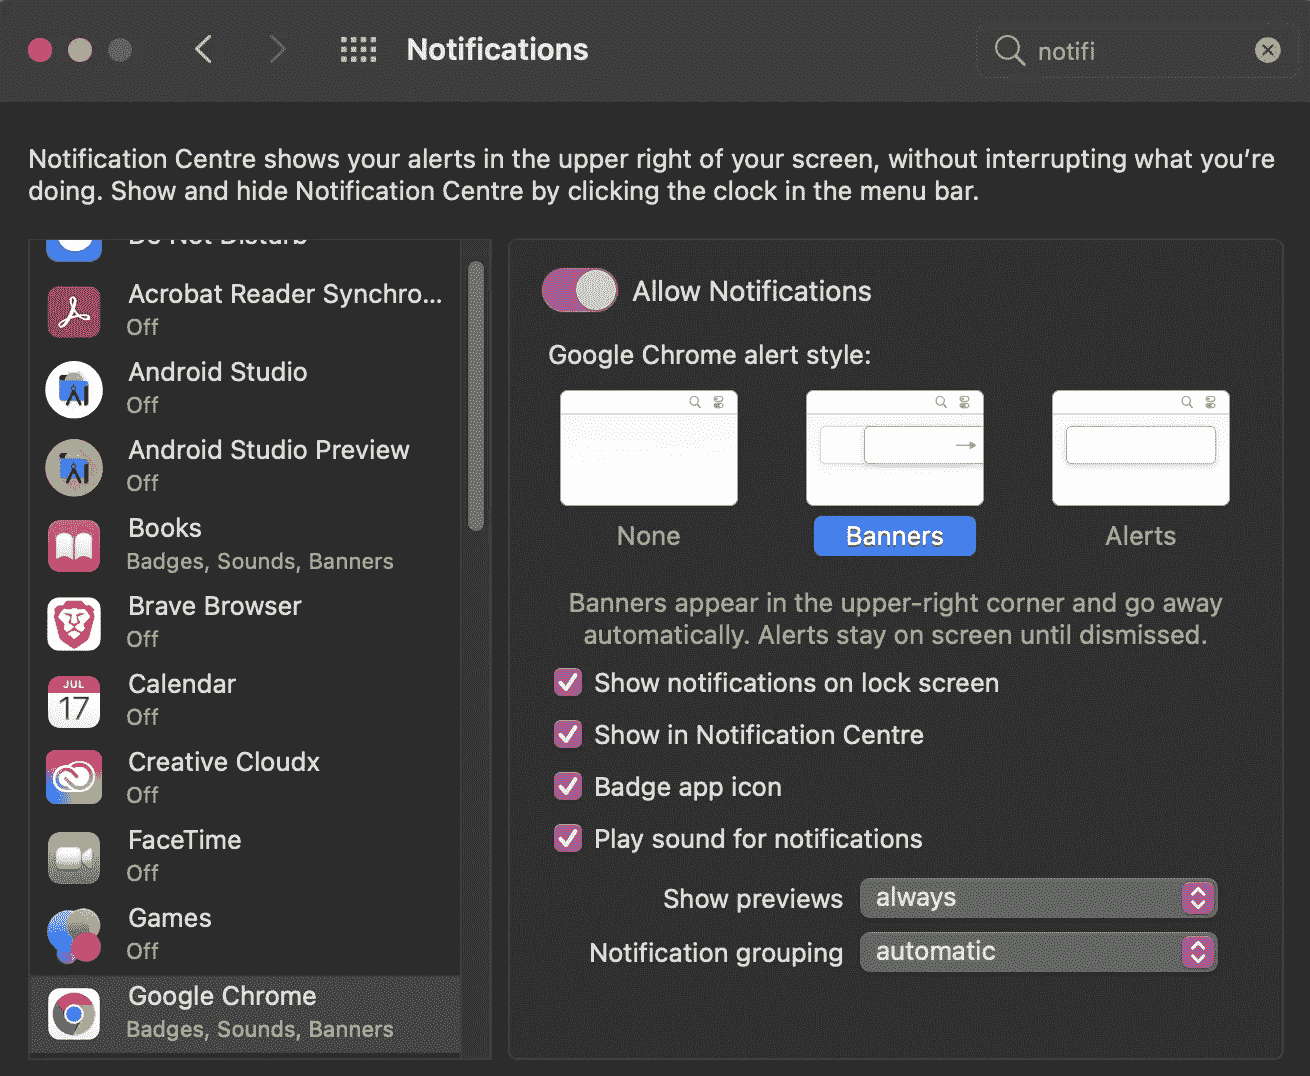 Notifications
notifi
Notification Centre shows your alerts in the upper right of your screen, without interrupting what you're
doing. Show and hide Notification Centre by clicking the clock in the menu bar.
Do Not Disturb
Acrobat Reader Synchro...
Off
Android Studio
Off
Android Studio Preview
Off
Books
Badges, Sounds, Banners
Brave Browser
Off
JUL
17
Calendar
Off
Creative Cloudx
Off
FaceTime
Off
Games
Off
Google Chrome
Badges, Sounds, Banners
Allow Notifications
Google Chrome alert style:
None
Banners
Alerts
Banners appear in the upper-right corner and go away
automatically. Alerts stay on screen until dismissed.
Show notifications on lock screen
Show in Notification Centre
Badge app icon
Play sound for notifications
Show previews always
Notification grouping automatic